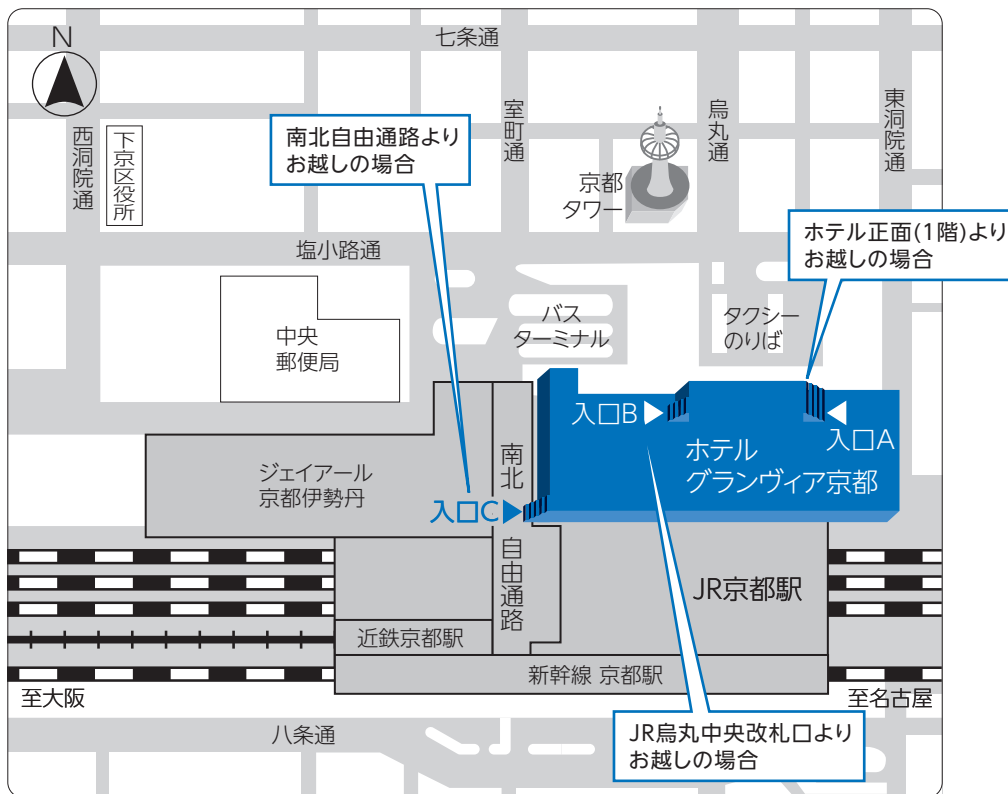 N
七条通
西洞院通
下京区役所
室町通
烏丸通
東洞院通
南北自由通路より
お越しの場合
京都
タワー
ホテル正面(1階)より
お越しの場合
塩小路通
中央
郵便局
バス
ターミナル
タクシー
のりば
入口B
入口A
ホテル
グランヴィア京都
ジェイアール
京都伊勢丹
南北
自由通路
入口C
JR京都駅
近鉄京都駅
新幹線 京都駅
至大阪
至名古屋
八条通
JR烏丸中央改札口より
お越しの場合